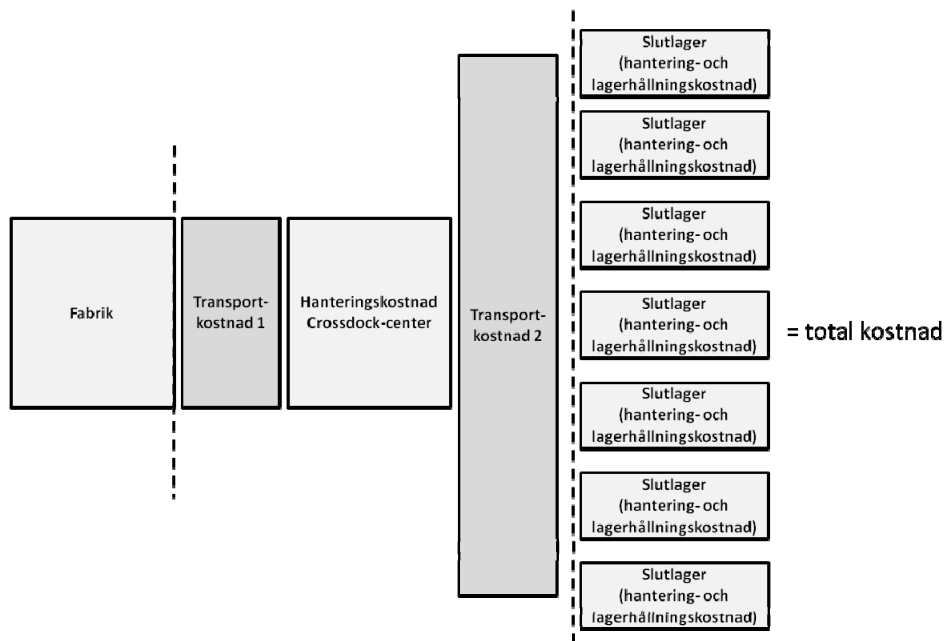 Fabrik
Transport-
kostnad 1
Hanteringskostnad
Crossdock-center
Transport-
kostnad 2
Slutlager
(hantering- och
lagerhållningskostnad)
Slutlager
(hantering- och
lagerhållningskostnad)
Slutlager
(hantering- och
lagerhållningskostnad)
Slutlager
(hantering- och
lagerhållningskostnad)
Slutlager
(hantering- och
lagerhållningskostnad)
Slutlager
(hantering- och
lagerhållningskostnad)
Slutlager
(hantering- och
lagerhållningskostnad)
= total kostnad